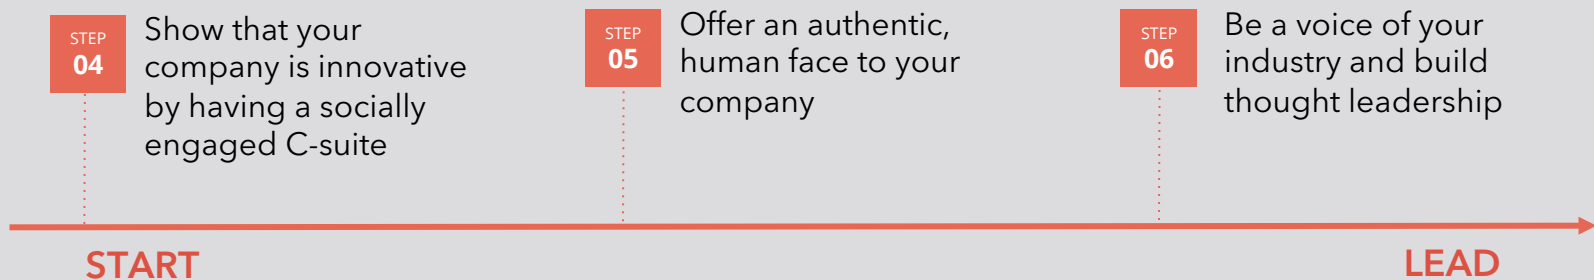 STEP
04
Show that your
company is innovative
by having a socially
engaged C-suite
STEP
05
Offer an authentic,
human face to your
company
STEP
06
Be a voice of your
industry and build
thought leadership
START
LEAD